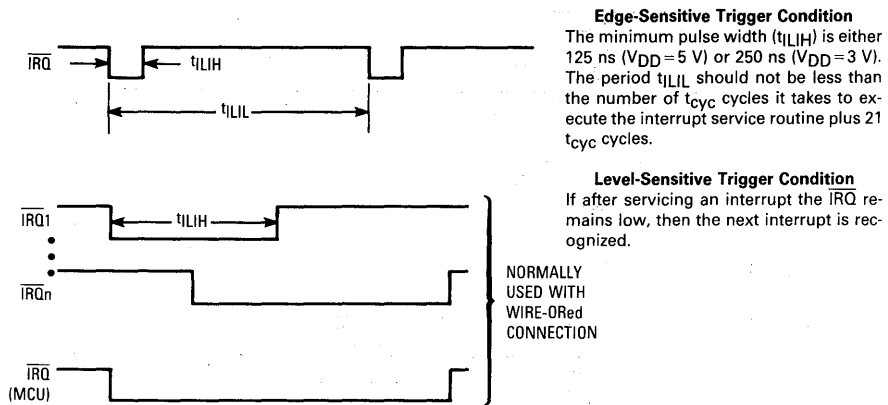 IRQ
tILIH
tILIL
Edge-Sensitive Trigger Condition
The minimum pulse width (tILIH) is either
125 ns (VDD=5 V) or 250 ns (VDD=3 V).
The period tILIL should not be less than
the number of tcyc cycles it takes to ex-
ecute the interrupt service routine plus 21
tcyc cycles.
Level-Sensitive Trigger Condition
If after servicing an interrupt the IRQ re-
mains low, then the next interrupt is rec-
ognized.
IRQ1
tILIH
IRQn
IRQ
(MCU)
NORMALLY
USED WITH
WIRE-ORed
CONNECTION